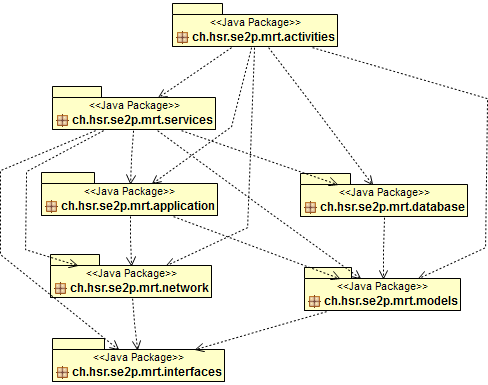 <<Java Package>>
ch.hsr.se2p.mrt.activities
<<Java Package>>
ch.hsr.se2p.mrt.services
<<Java Package>>
ch.hsr.se2p.mrt.application
<<Java Package>>
ch.hsr.se2p.mrt.database
<<Java Package>>
ch.hsr.se2p.mrt.network
<<Java Package>>
ch.hsr.se2p.mrt.models
<<Java Package>>
ch.hsr.se2p.mrt.interfaces